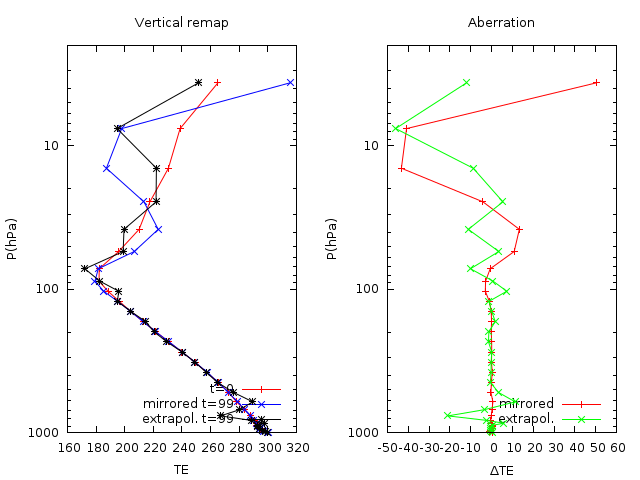 Vertical remap
10
100
1000
P(hPa)
t=0
mirrored t=99
extrapol. t=99
160 180 200 220 240 260 280 300 320
TE
Aberration
10
100
1000
P(hPa)
mirrored
extrapol.
-50 -40 -30 -20 -10 0 10 20 30 40 50 60
ΔTE